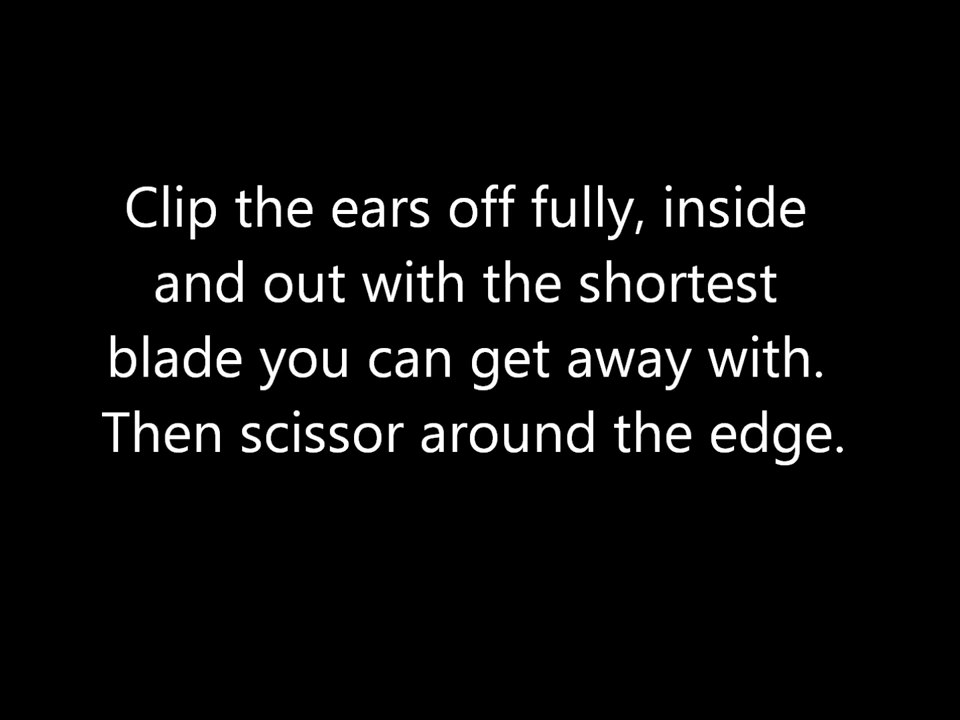 Clip the ears off fully, inside
and out with the shortest
blade you can get away with.
Then scissor around the edge.